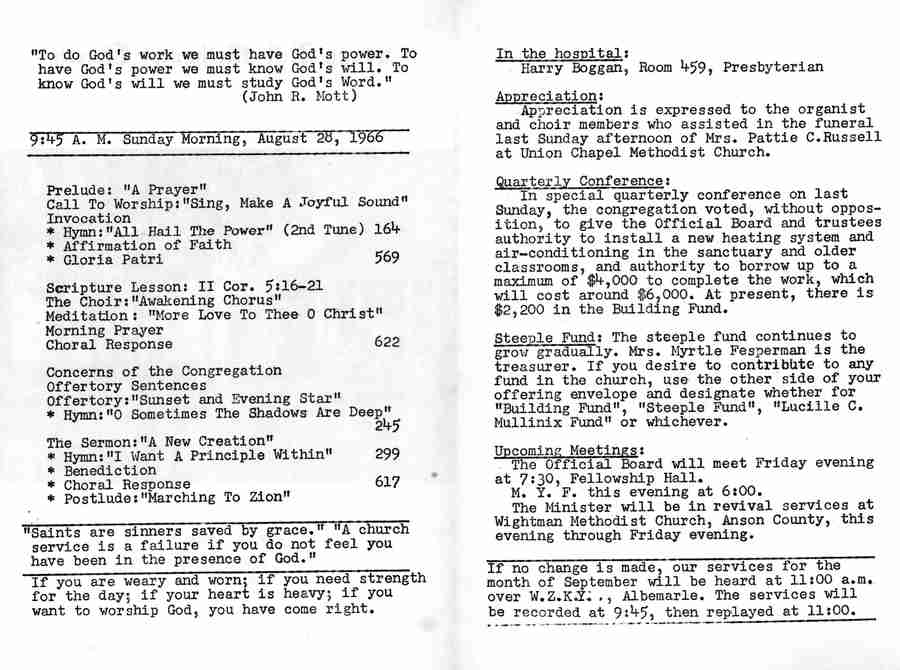 "To do God's work we must have God's power. To
have God's power we must know God's will. To
know God's will we must study God's Word."
(John R. Mott)
9:45 A. M. Sunday Morning, August 28, 1966
Prelude: "A Prayer"
Call To Worship:"Sing, Make A Joyful Sound"
Invocation
* Hymn:"All Hail The Power" (2nd Tune) 164
* Affirmation of Faith
* Gloria Patri 569
Scripture Lesson: II Cor. 5:16-21
The Choir:"Awakening Chorus"
Meditation: "More Love To Thee O Christ"
Morning Prayer
Choral Response 622
Concerns of the Congregation
Offertory Sentences
Offertory:"Sunset and Evening Star"
* Hymn:"O Sometimes The Shadows Are Deep"
245
The Sermon:"A New Creation"
* Hymn:"I Want A Principle Within" 299
* Benediction
* Choral Response 617
* Postlude:"Marching To Zion"
"Saints are sinners saved by grace." "A church
service is a failure if you do not feel you
have been in the presence of God."
If you are weary and worn; if you need strength
for the day; if your heart is heavy; if you
want to worship God, you have come right.
In the hospital:
Harry Boggan, Room 459, Presbyterian
Appreciation:
Appreciation is expressed to the organist
and choir members who assisted in the funeral
last Sunday afternoon of Mrs. Pattie C.Russell
at Union Chapel Methodist Church.
Quarterly Conference:
In special quarterly conference on last
Sunday, the congregation voted, without oppos-
ition, to give the Official Board and trustees
authority to install a new heating system and
air-conditioning in the sanctuary and older
classrooms, and authority to borrow up to a
maximum of $4,000 to complete the work, which
will cost around $6,000. At present, there is
$2,200 in the Building Fund.
Steeple Fund: The steeple fund continues to
grow gradually. Mrs. Myrtle Fesperman is the
treasurer. If you desire to contribute to any
fund in the church, use the other side of your
offering envelope and designate whether for
"Building Fund", "Steeple Fund", "Lucille C.
Mullinix Fund" or whichever.
Upcoming Meetings:
The Official Board will meet Friday evening
at 7:30, Fellowship Hall.
M. Y. F. this evening at 6:00.
The Minister will be in revival services at
Wightman Methodist Church, Anson County, this
evening through Friday evening.
If no change is made, our services for the
month of September will be heard at 11:00 a.m.
over W.Z.K.Y. ., Albemarle. The services will
be recorded at 9:45, then replayed at 11:00.